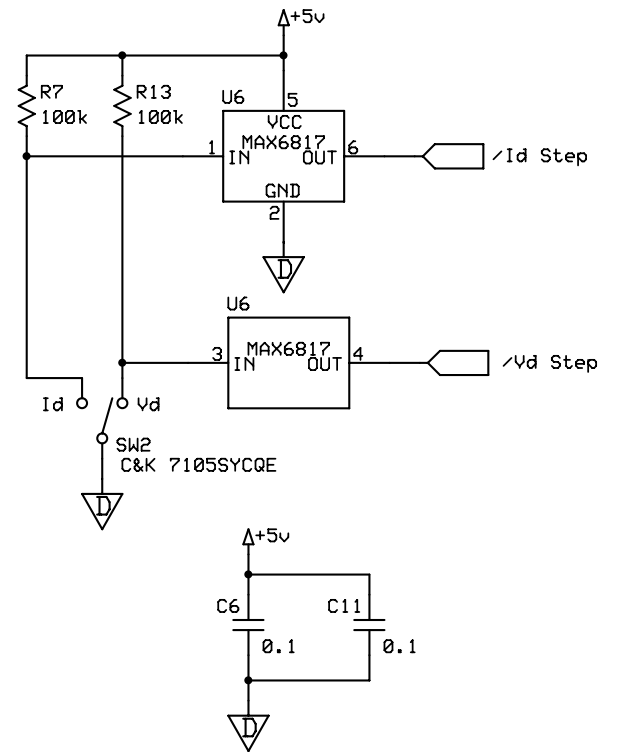 +5v
R7
100k
R13
100k
U6
5
VCC
MAX6817
1
IN
OUT
6
/Id Step
GND
2
D
U6
MAX6817
3
IN
OUT
4
/Vd Step
Id
Vd
SW2
C&K 7105SYCQE
D
+5v
C6
0.1
C11
0.1
D